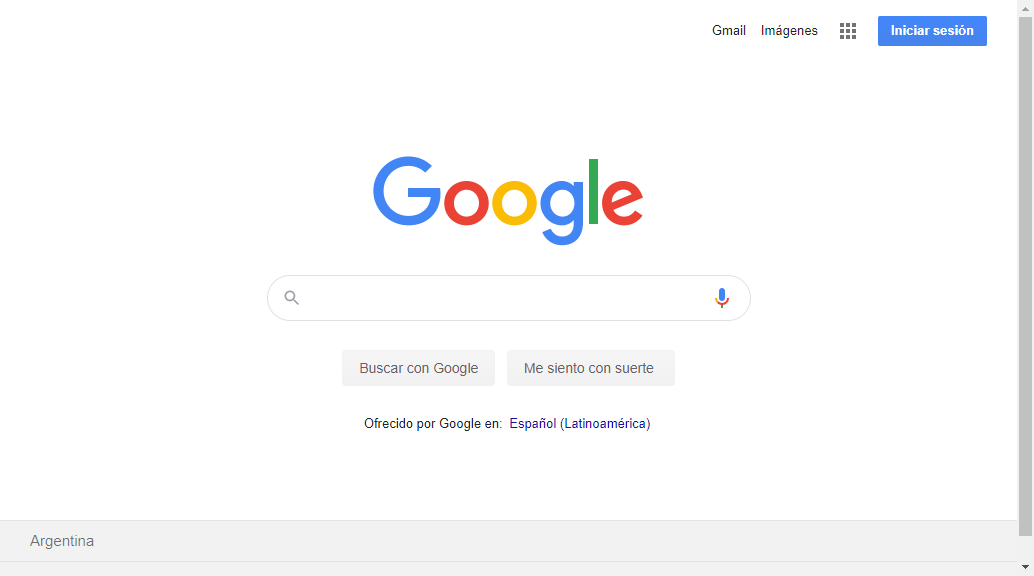 Gmail Imágenes Iniciar sesión
Google
Buscar con Google Me siento con suerte
Ofrecido por Google en: Español (Latinoamérica)
Argentina